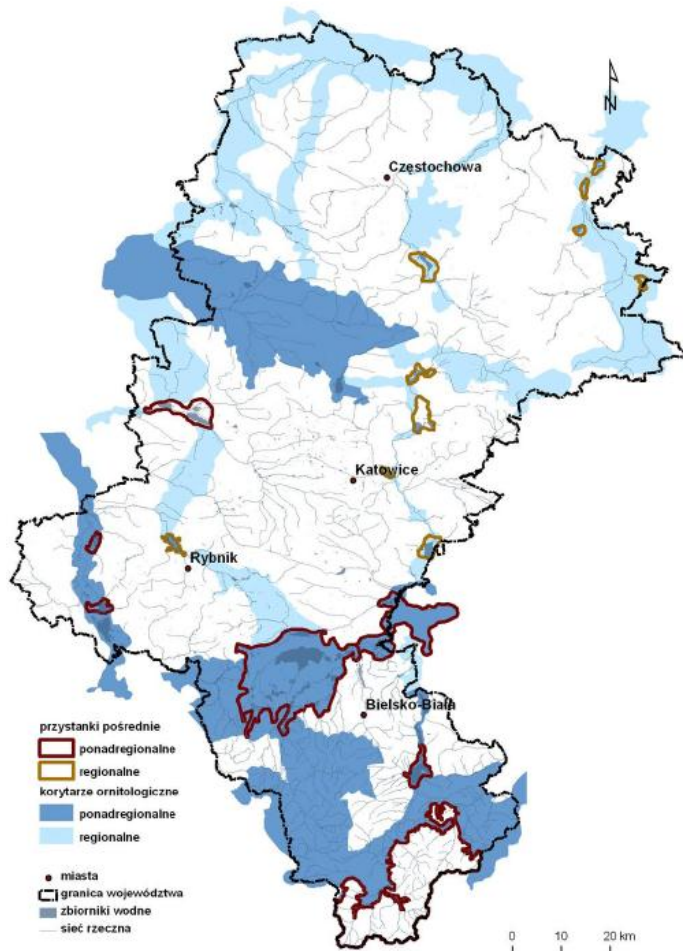 N
Częstochowa
Katowice
Rybnik
Bielsko-Biała
przystanki pośrednie
ponadregionalne
regionalne
korytarze ornitologiczne
ponadregionalne
regionalne
miasta
granica województwa
zbiorniki wodne
sieć rzeczna
0 10 20 km